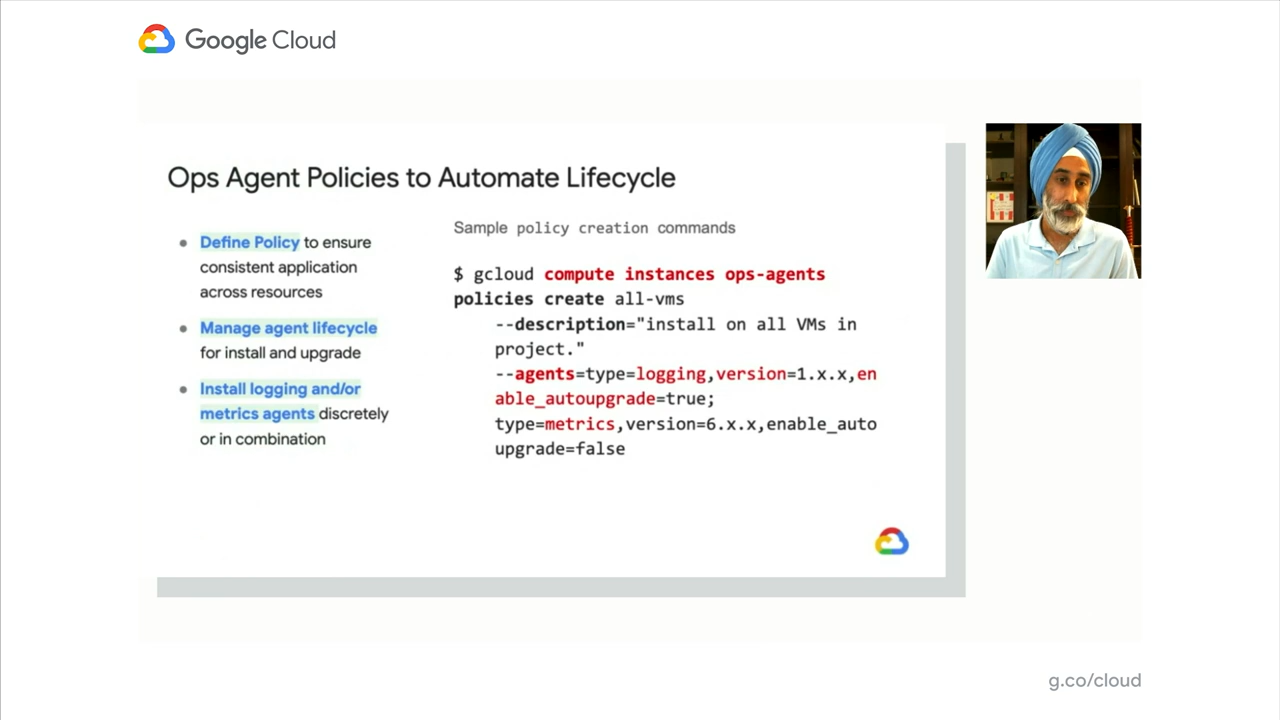 Google Cloud
Ops Agent Policies to Automate Lifecycle
Define Policy to ensure
consistent application
across resources
Manage agent lifecycle
for install and upgrade
Install logging and/or
metrics agents discretely
or in combination
Sample policy creation commands
$ gcloud compute instances ops-agents
policies create all-vms
--description="install on all VMs in
project."
--agents=type=logging,version=1.x.x,en
able_autoupgrade=true;
type=metrics,version=6.x.x,enable_auto
upgrade=false
g.co/cloud